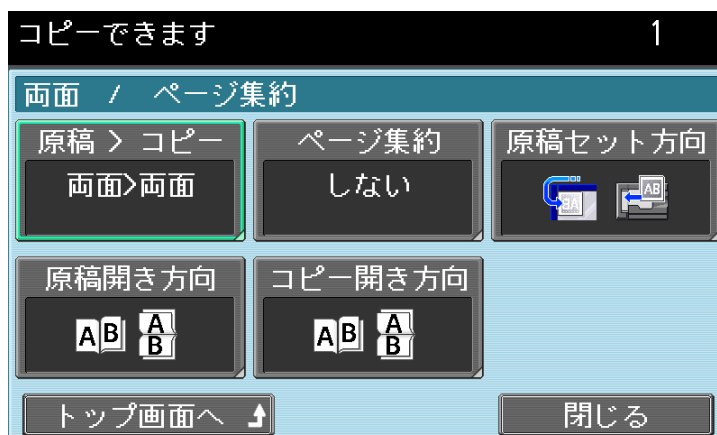 コピーできます 1
両面 / ページ集約
原稿 > コピー
両面>両面
ページ集約
しない
原稿セット方向
AB AB
原稿開き方向
A B A B
コピー開き方向
A B A B
トップ画面へ
閉じる